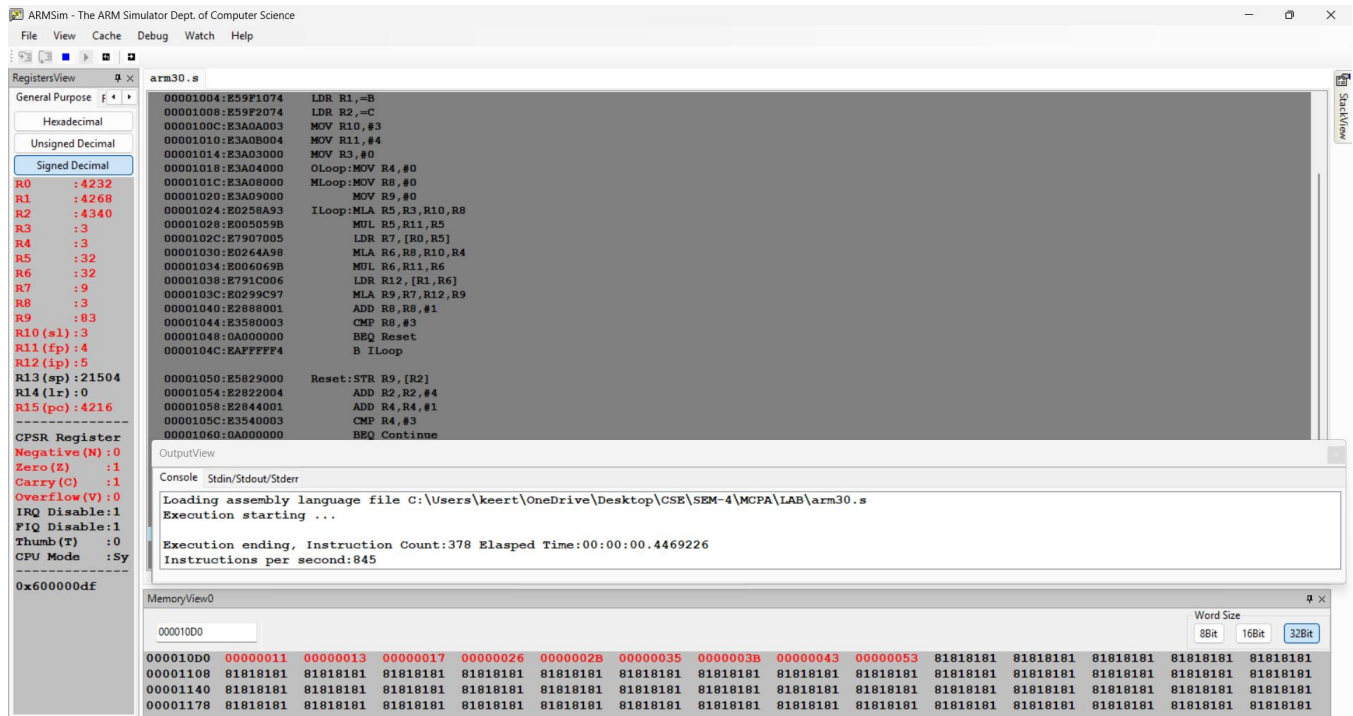 ARMSim - The ARM Simulator Dept. of Computer Science
File View Cache Debug Watch Help
RegistersView
General Purpose
Hexadecimal
Unsigned Decimal
Signed Decimal
R0 :4232
R1 :4268
R2 :4340
R3 :3
R4 :3
R5 :32
R6 :32
R7 :9
R8 :3
R9 :83
R10(sl):3
R11(fp):4
R12(ip):5
R13(sp):21504
R14(lr):0
R15(pc):4216
---------------
CPSR Register
Negative(N):0
Zero(Z) :1
Carry(C) :1
Overflow(V):0
IRQ Disable:1
FIQ Disable:1
Thumb(T) :0
CPU Mode :Sy
---------------
0x600000df
arm30.s
00001004:E59F1074 LDR R1,=B
00001008:E59F2074 LDR R2,=C
0000100C:E3A0A003 MOV R10,#3
00001010:E3A0B004 MOV R11,#4
00001014:E3A03000 MOV R3,#0
00001018:E3A04000 OLoop:MOV R4,#0
0000101C:E3A08000 MLoop:MOV R8,#0
00001020:E3A09000 MOV R9,#0
00001024:E0258A93 ILoop:MLA R5,R3,R10,R8
00001028:E005059B MUL R5,R11,R5
0000102C:E7907005 LDR R7,[R0,R5]
00001030:E0264A98 MLA R6,R8,R10,R4
00001034:E006069B MUL R6,R11,R6
00001038:E791C006 LDR R12,[R1,R6]
0000103C:E0299C97 MLA R9,R7,R12,R9
00001040:E2888001 ADD R8,R8,#1
00001044:E3580003 CMP R8,#3
00001048:0A000000 BEQ Reset
0000104C:EAFFFFF4 B ILoop
00001050:E5829000 Reset:STR R9,[R2]
00001054:E2822004 ADD R2,R2,#4
00001058:E2844001 ADD R4,R4,#1
0000105C:E3540003 CMP R4,#3
00001060:0A000000 BEQ Continue
StackView
OutputView
Console Stdin/Stdout/Stderr
Loading assembly language file C:\Users\keert\OneDrive\Desktop\CSE\SEM-4\MCPA\LAB\arm30.s
Execution starting ...
Execution ending, Instruction Count:378 Elasped Time:00:00:00.4469226
Instructions per second:845
MemoryView0
Word Size
000010D0 8Bit 16Bit 32Bit
000010D0 00000011 00000013 00000017 00000026 0000002B 00000035 0000003B 00000043 00000053 81818181 81818181 81818181 81818181 81818181
00001108 81818181 81818181 81818181 81818181 81818181 81818181 81818181 81818181 81818181 81818181 81818181 81818181 81818181 81818181
00001140 81818181 81818181 81818181 81818181 81818181 81818181 81818181 81818181 81818181 81818181 81818181 81818181 81818181 81818181
00001178 81818181 81818181 81818181 81818181 81818181 81818181 81818181 81818181 81818181 81818181 81818181 81818181 81818181 81818181